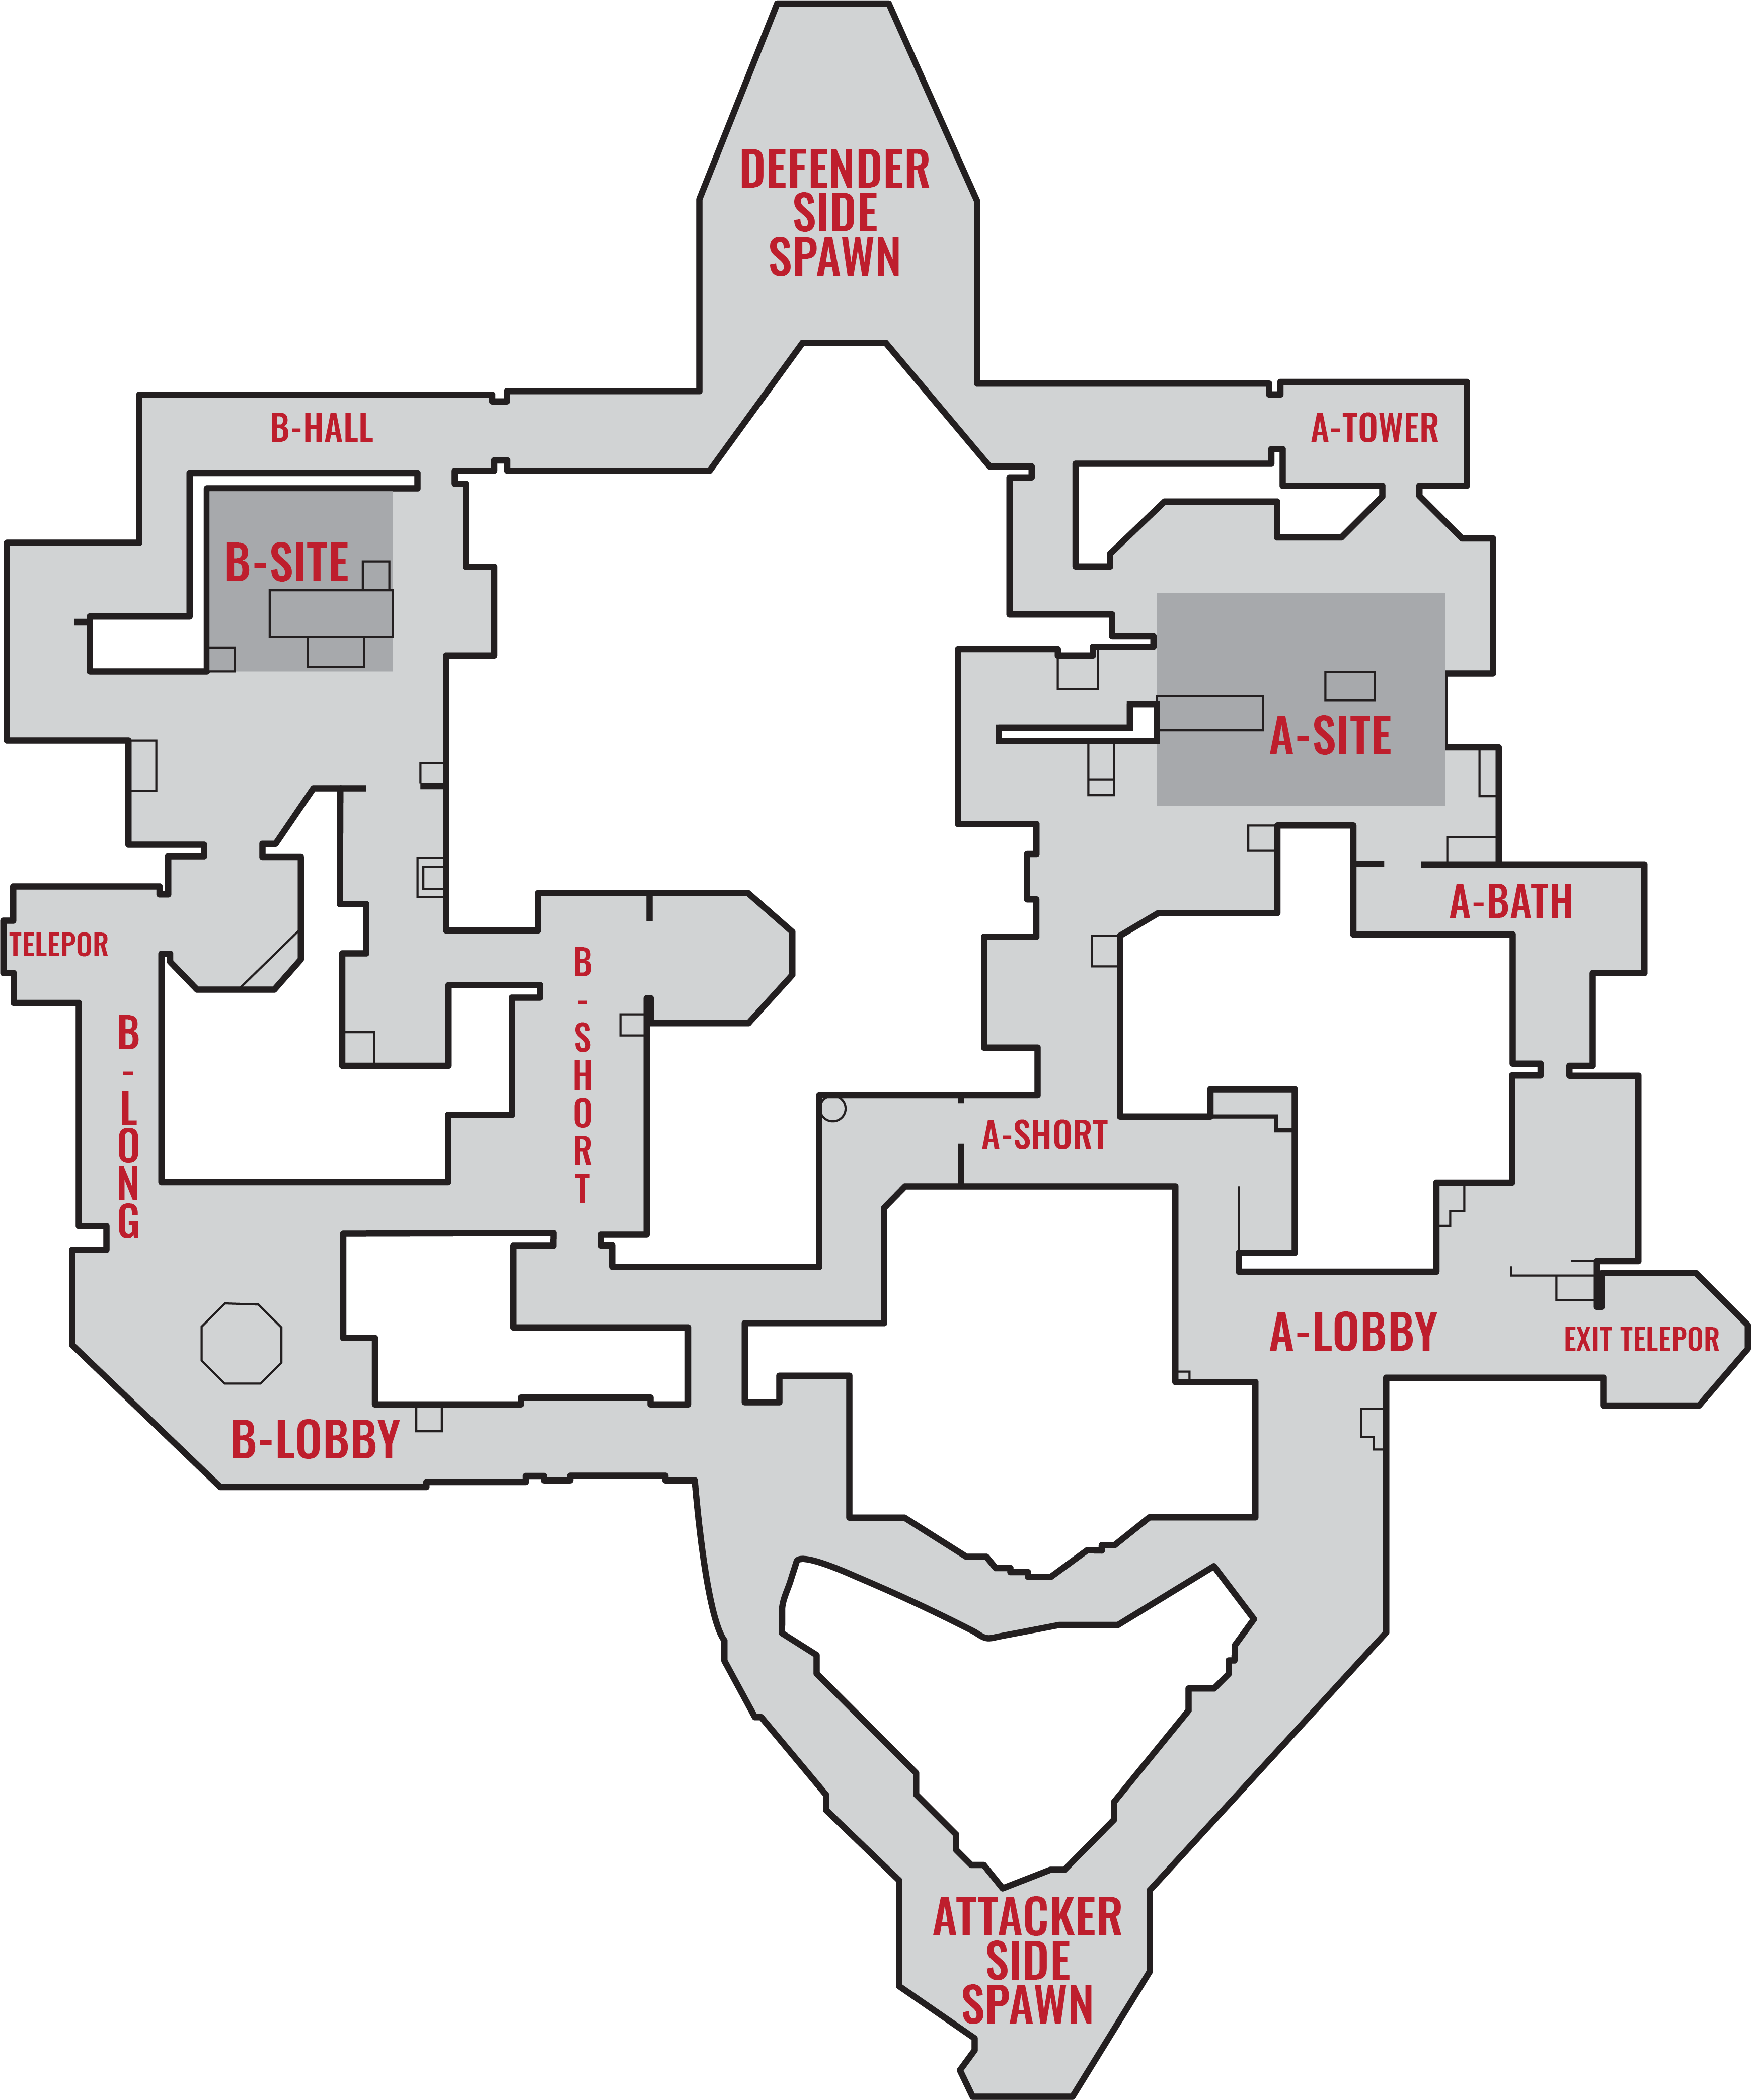 DEFENDER
SIDE
SPAWN
B-HALL
A-TOWER
B-SITE
A-SITE
A-BATH
TELEPOR
B-SHORT
B-LONG
A-SHORT
A-LOBBY
EXIT TELEPOR
B-LOBBY
ATTACKER
SIDE
SPAWN